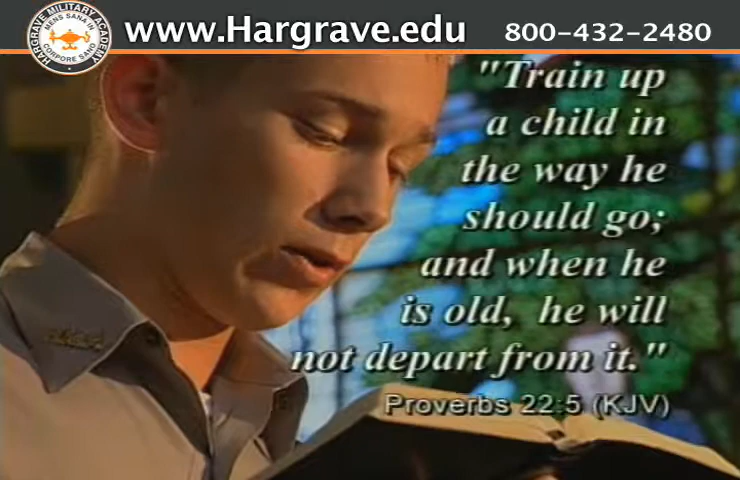 HARGRAVE MILITARY ACADEMY
MENS SANA IN
CORPORE SANO
www.Hargrave.edu
800-432-2480
"Train up
a child in
the way he
should go;
and when he
is old, he will
not depart from it."
Proverbs 22:5 (KJV)